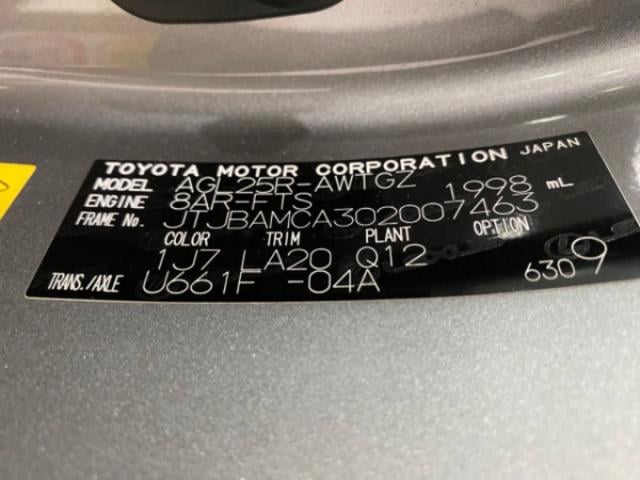 TOYOTA MOTOR CORPORATION JAPAN
MODEL AGL25R-AWTGZ
ENGINE 8AR-FTS 1998 mL
FRAME No. JTJBAMCA302007463
COLOR TRIM PLANT OPTION
1J7 LA20 Q12
TRANS./AXLE U661F -04A 6309